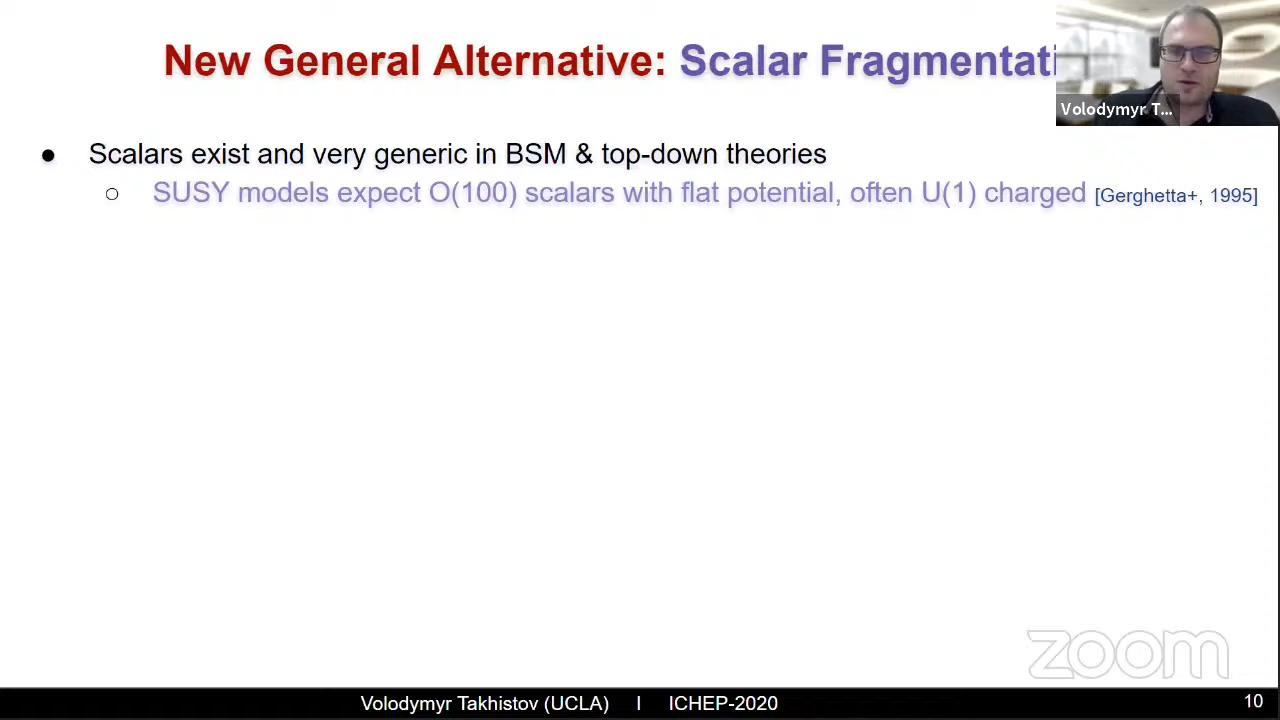 New General Alternative: Scalar Fragmentati
Volodymyr T...
● Scalars exist and very generic in BSM & top-down theories
○ SUSY models expect O(100) scalars with flat potential, often U(1) charged [Gerghetta+, 1995]
zoom
Volodymyr Takhistov (UCLA) I ICHEP-2020 10